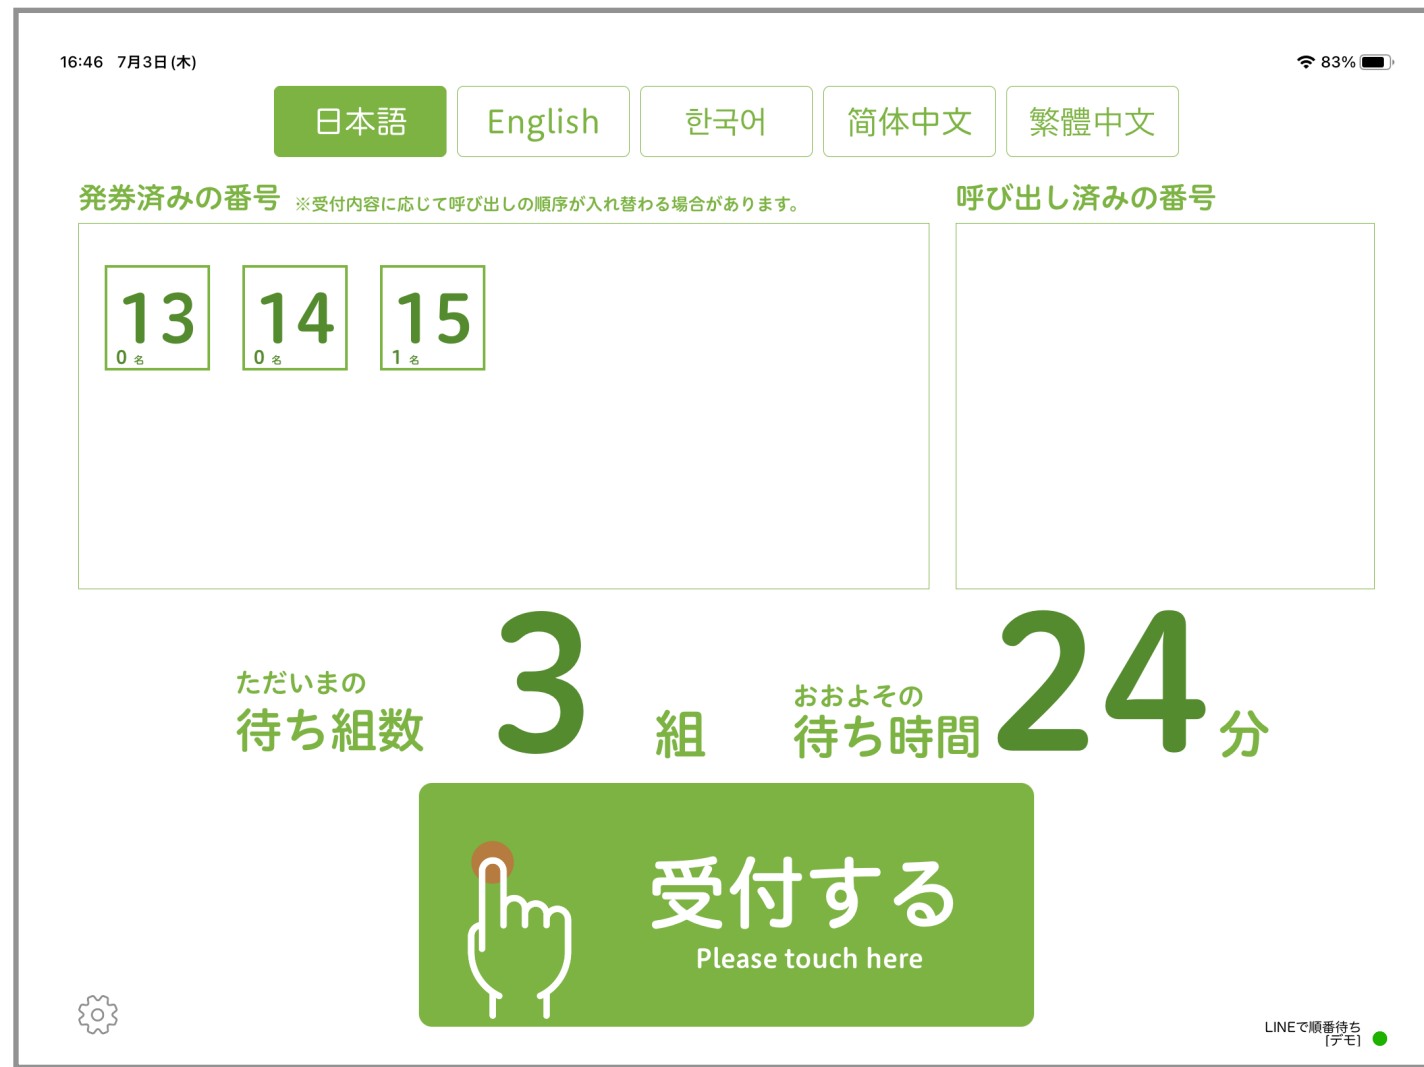 16:46 7月3日(木)
83%
日本語 English 한국어 简体中文 繁體中文
発券済みの番号 ※受付内容に応じて呼び出しの順序が入れ替わる場合があります。
呼び出し済みの番号
13 14 15
0名 0名 1名
ただいまの
待ち組数 3 組
おおよその
待ち時間 24 分
受付する
Please touch here
LINEで順番待ち
[デモ]